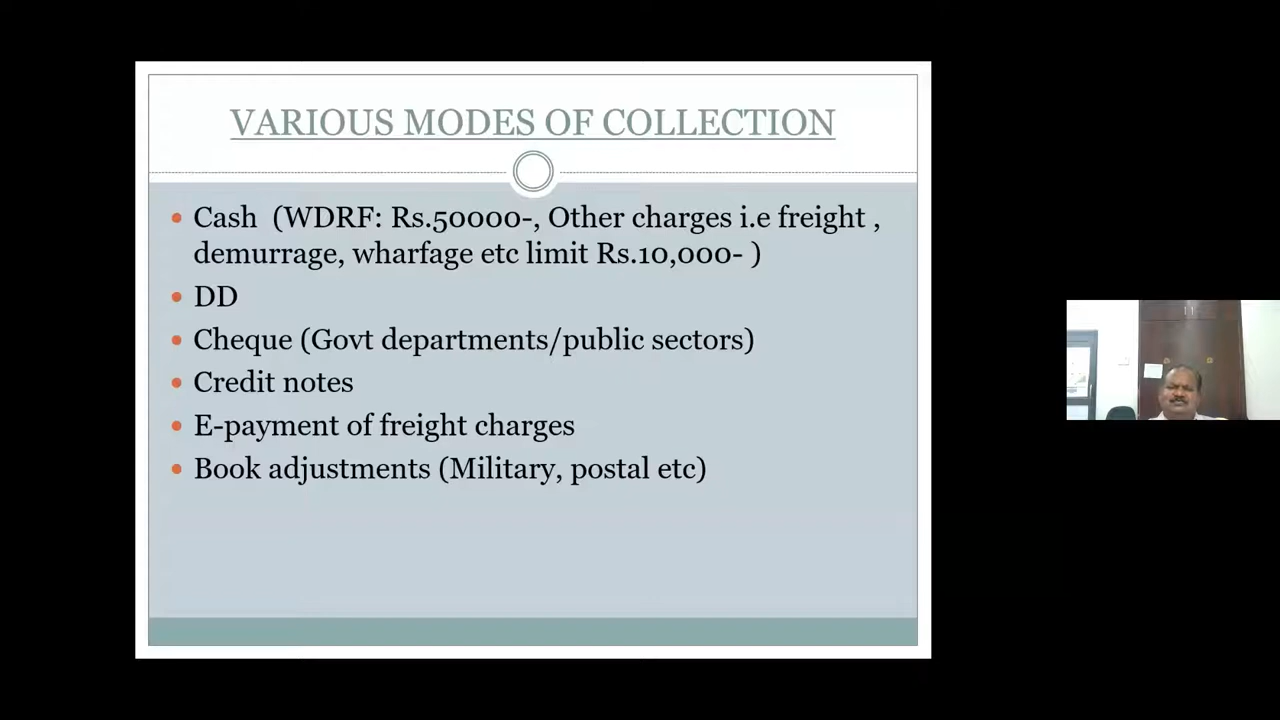 VARIOUS MODES OF COLLECTION
• Cash (WDRF: Rs.50000-, Other charges i.e freight ,
demurrage, wharfage etc limit Rs.10,000- )
• DD
• Cheque (Govt departments/public sectors)
• Credit notes
• E-payment of freight charges
• Book adjustments (Military, postal etc)